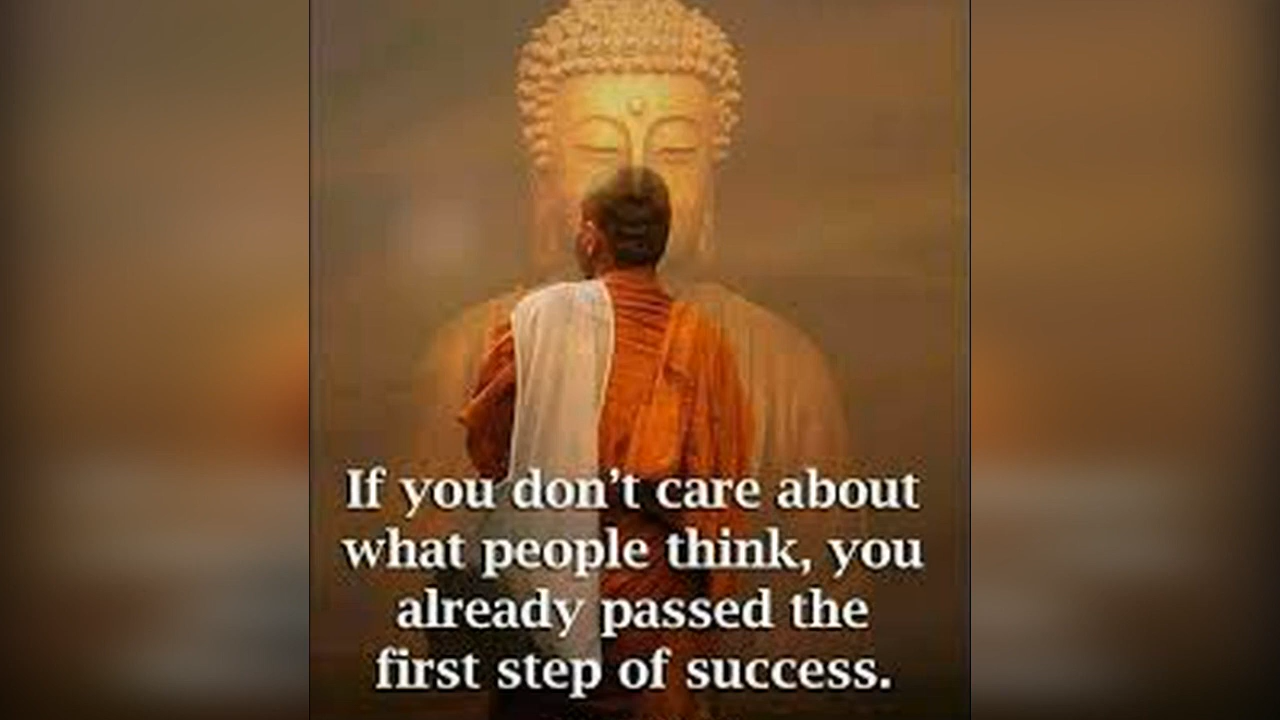 If you don't care about
what people think, you
already passed the
first step of success.